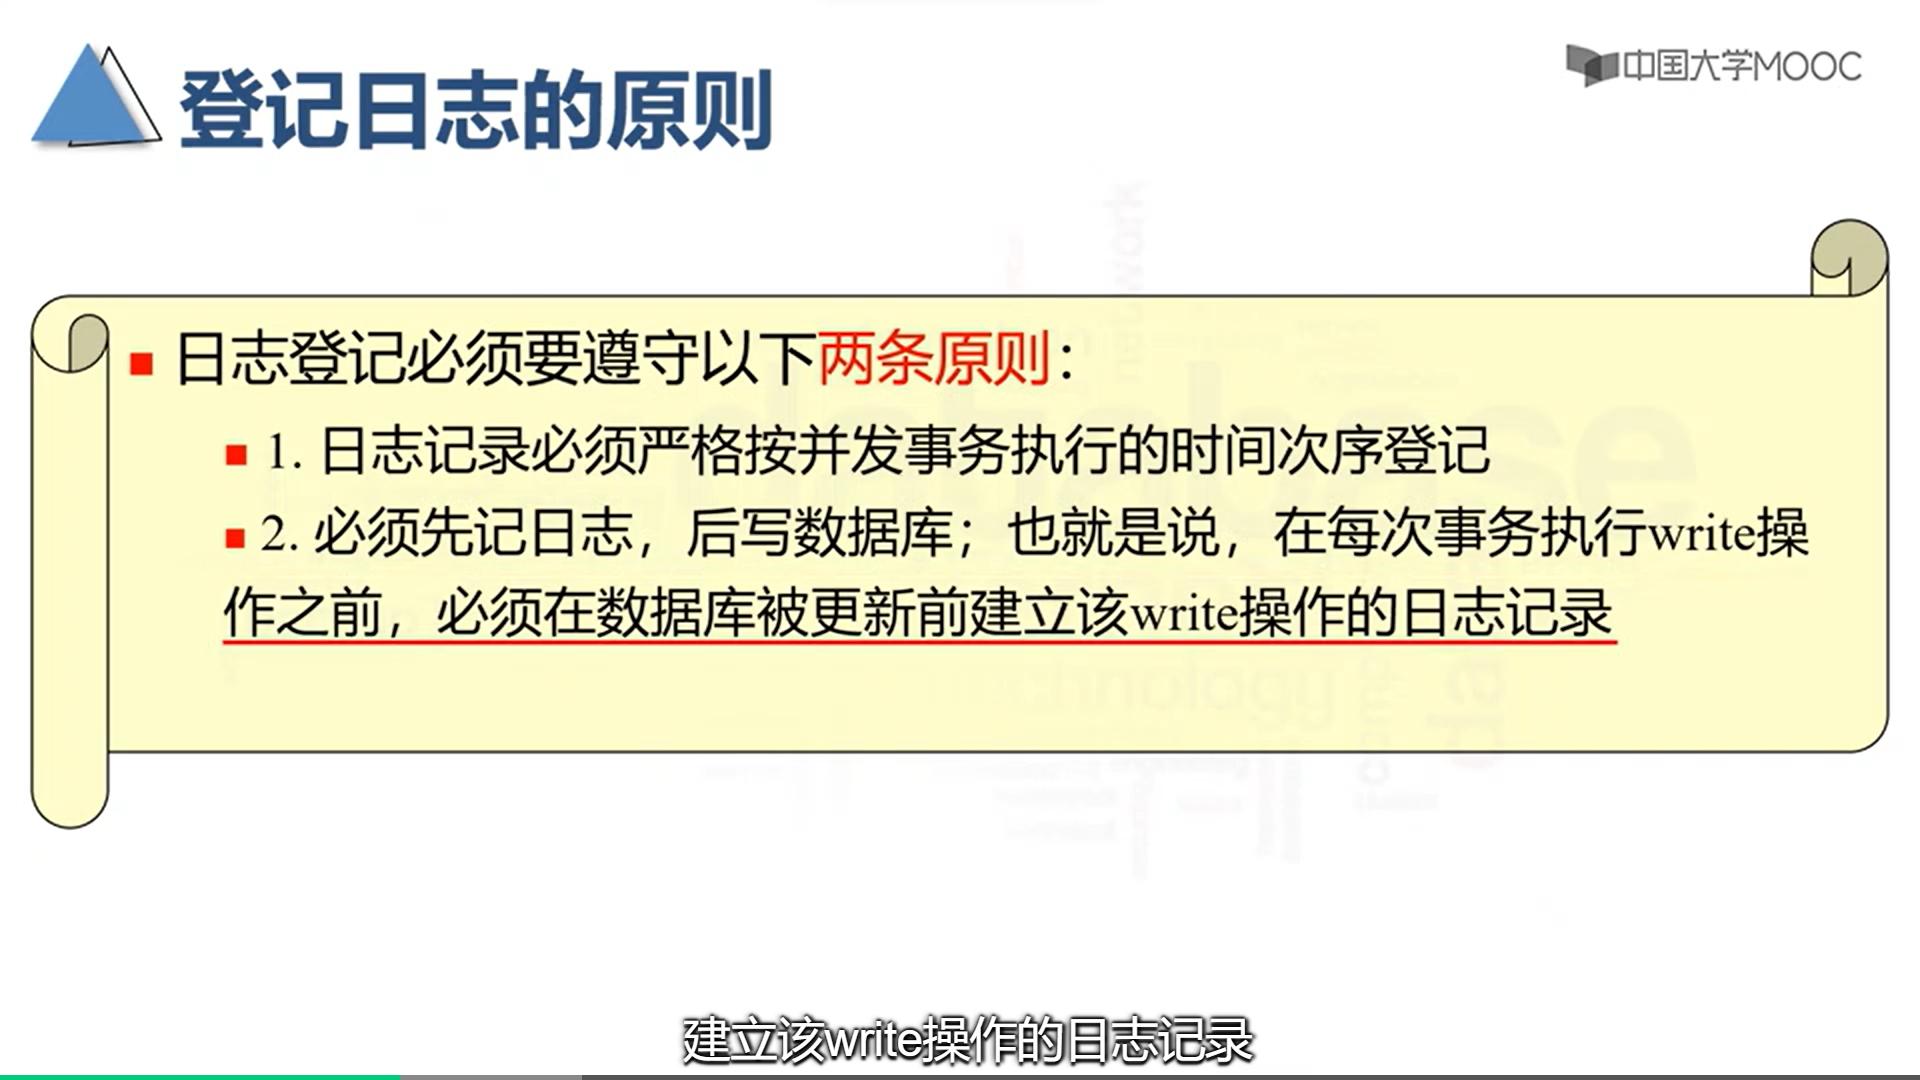 登记日志的原则
中国大学MOOC
日志登记必须要遵守以下两条原则：
1. 日志记录必须严格按并发事务执行的时间次序登记
2. 必须先记日志，后写数据库；也就是说，在每次事务执行write操
作之前，必须在数据库被更新前建立该write操作的日志记录
network
database
technology
建立该write操作的日志记录